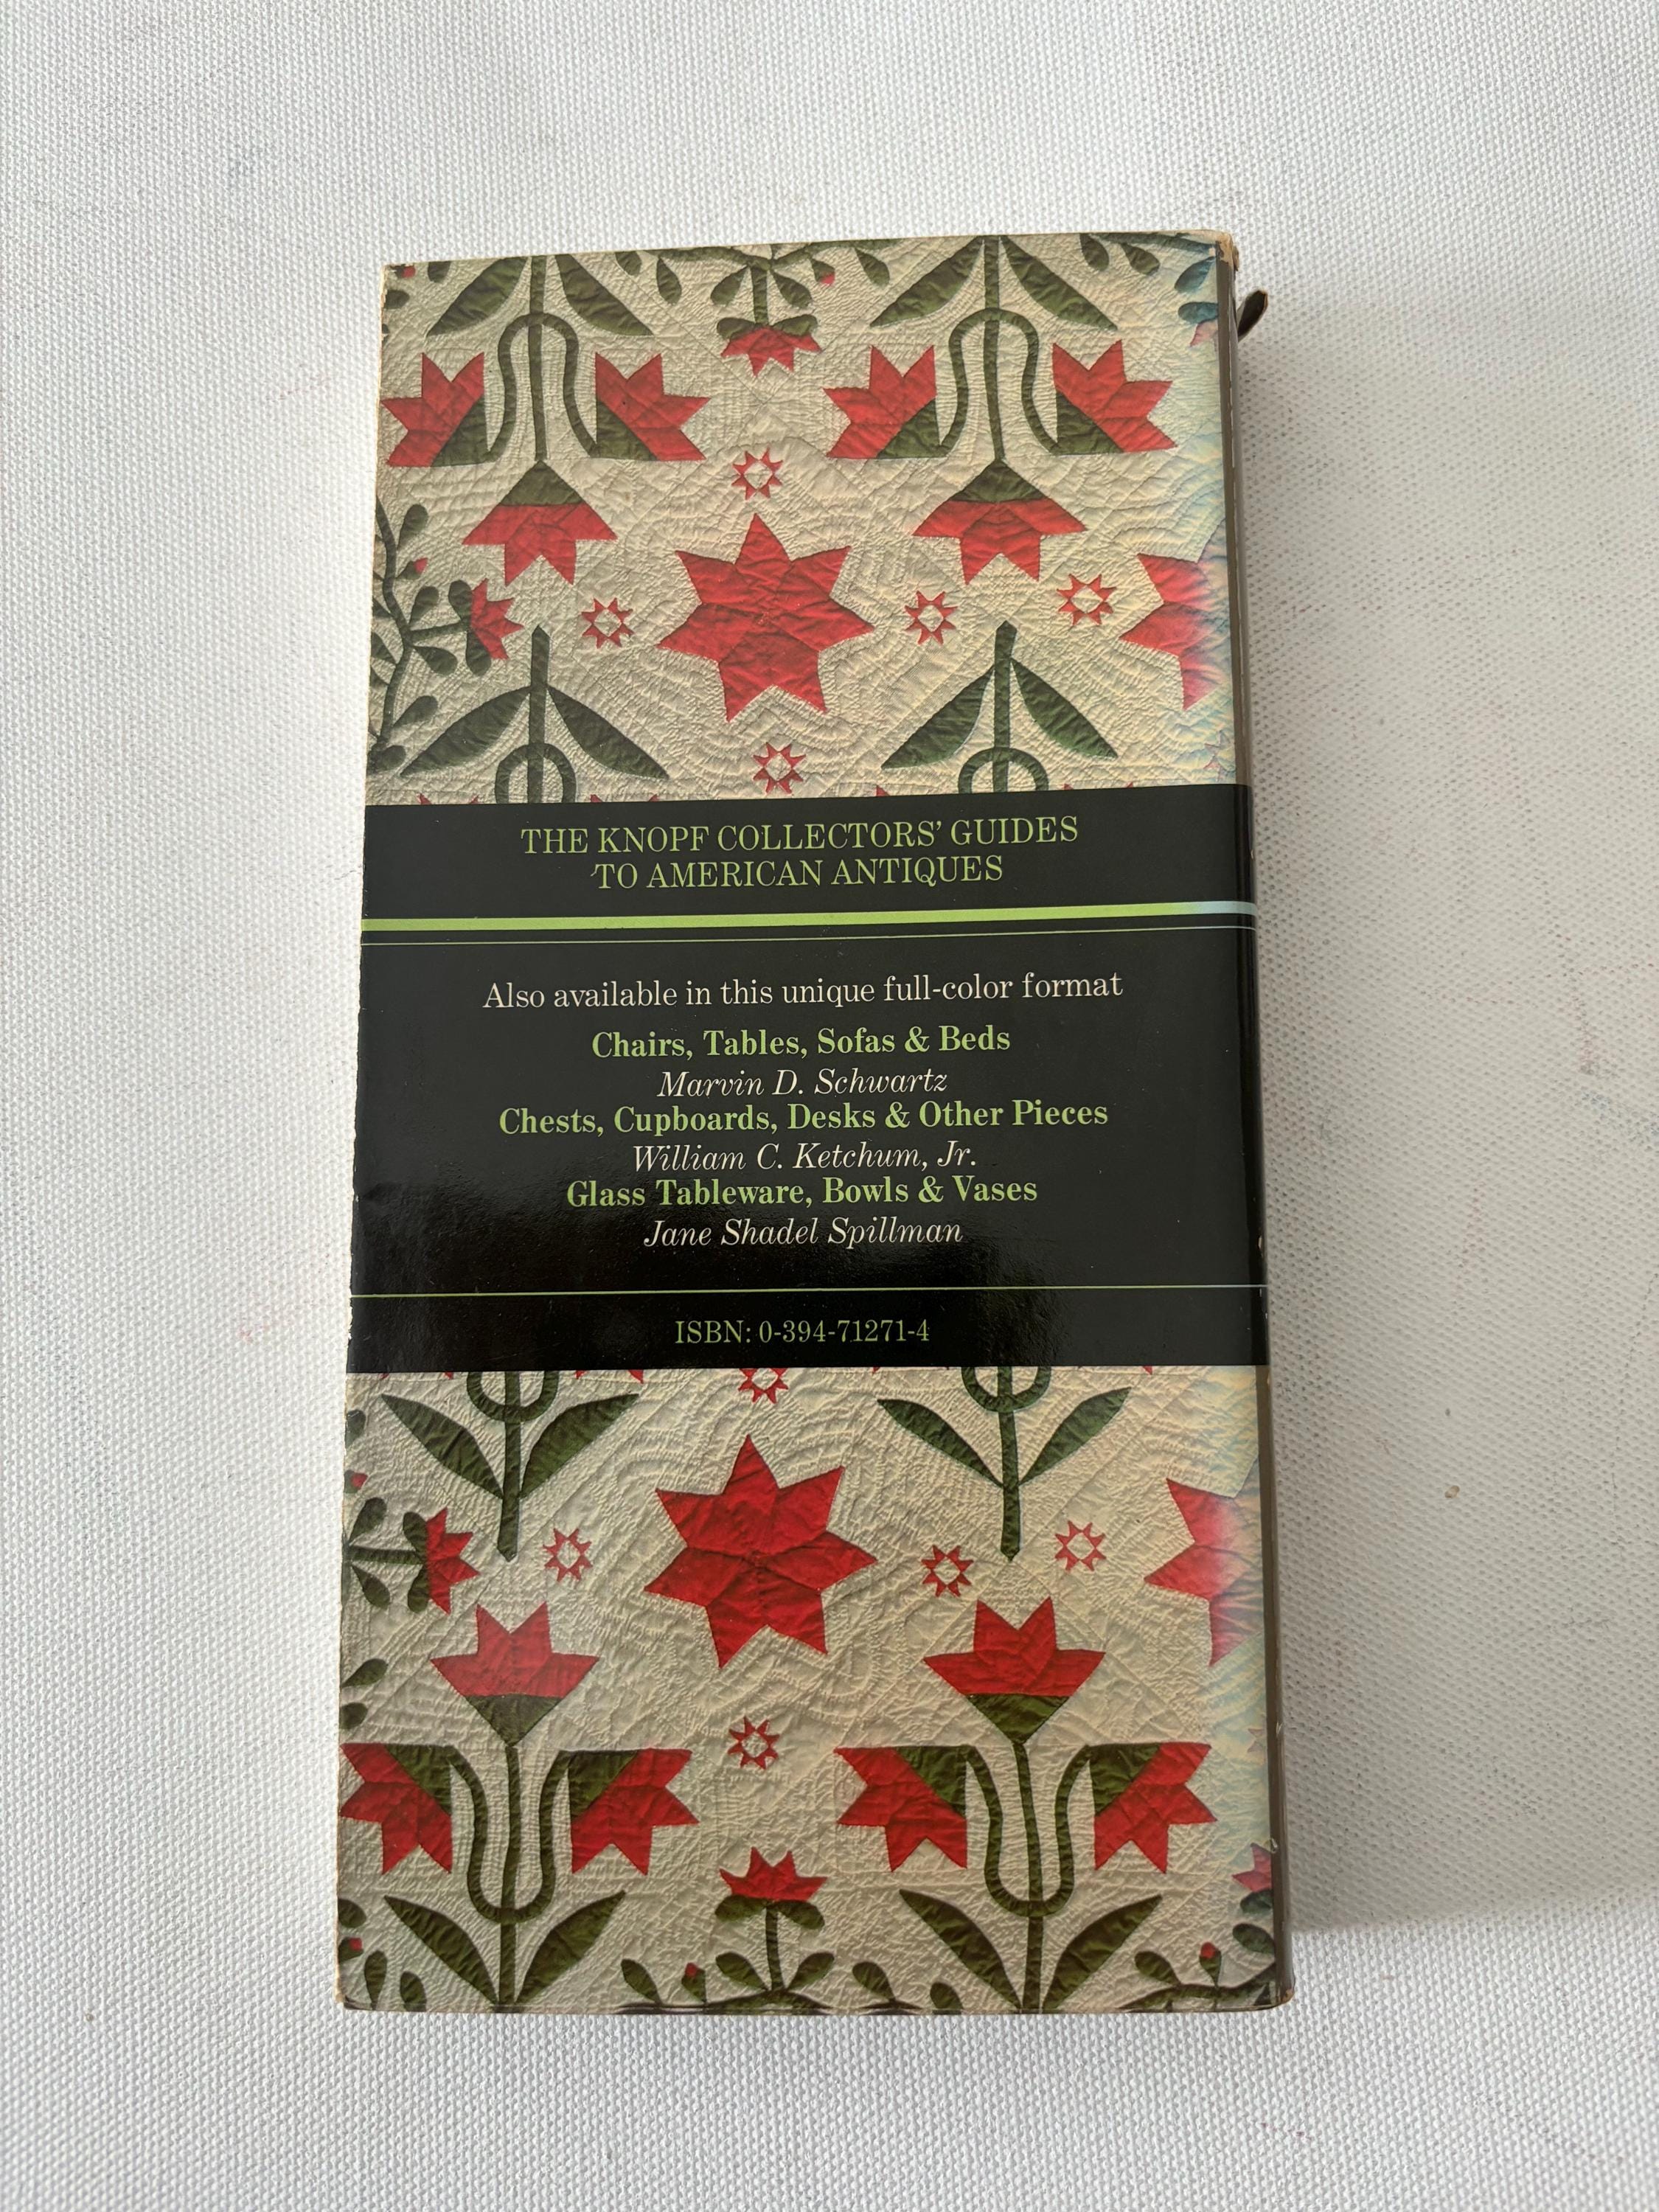 THE KNOPF COLLECTORS' GUIDES
TO AMERICAN ANTIQUES
Also available in this unique full-color format
Chairs, Tables, Sofas & Beds
Marvin D. Schwartz
Chests, Cupboards, Desks & Other Pieces
William C. Ketchum, Jr.
Glass Tableware, Bowls & Vases
Jane Shadel Spillman
ISBN: 0-394-71271-4